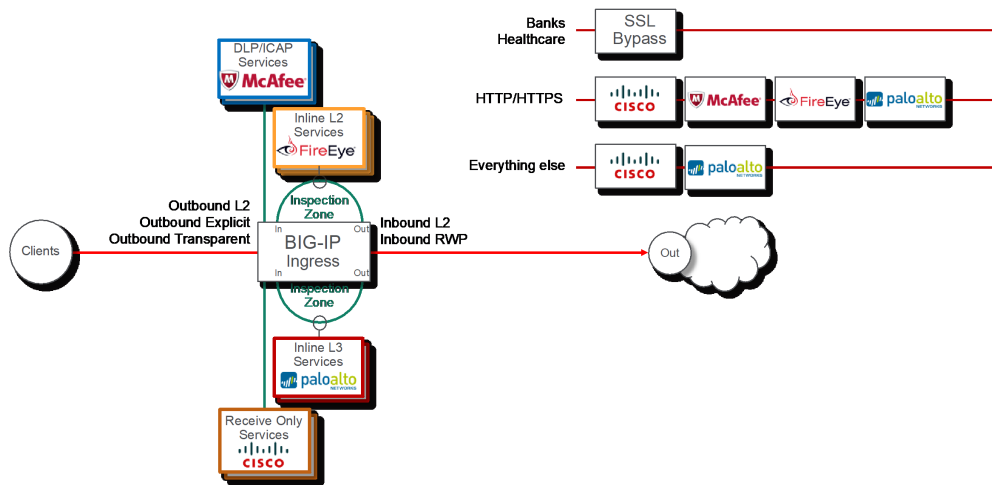 Banks
Healthcare
SSL
Bypass
HTTP/HTTPS
CISCO
McAfee
FireEye
paloalto
NETWORKS
Everything else
CISCO
paloalto
NETWORKS
DLP/ICAP
Services
McAfee
Inline L2
Services
FireEye
Inspection
Zone
Outbound L2
Outbound Explicit
Outbound Transparent
Clients
In
Out
BIG-IP
Ingress
In
Out
Inbound L2
Inbound RWP
Out
Inspection
Zone
Inline L3
Services
paloalto
NETWORKS
Receive Only
Services
CISCO